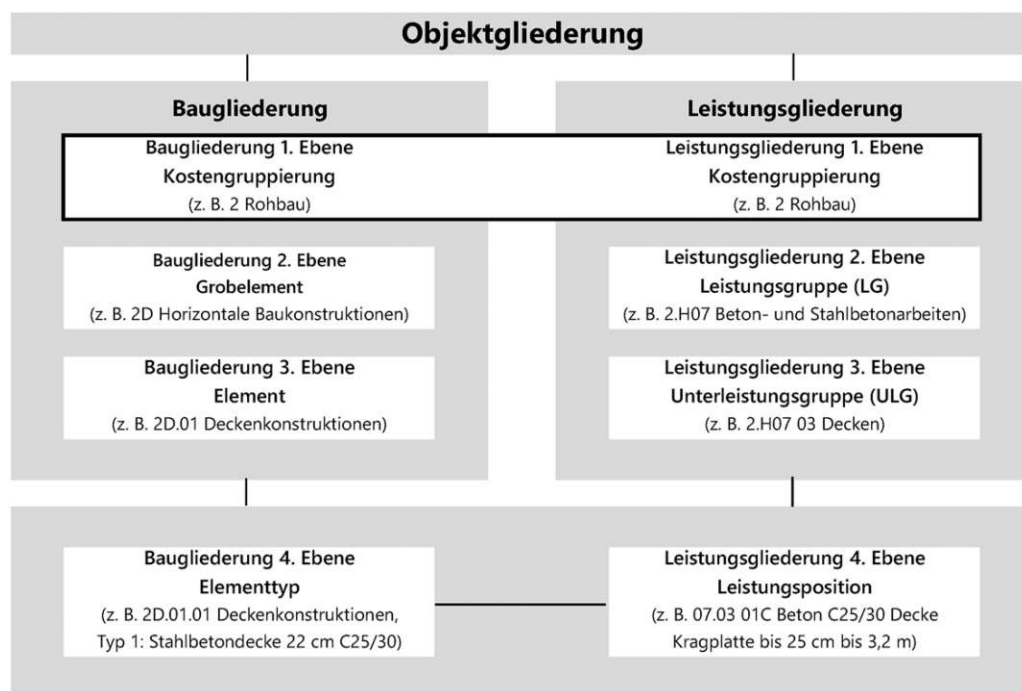 Objektgliederung
Baugliederung
Baugliederung 1. Ebene
Kostengruppierung
(z. B. 2 Rohbau)
Baugliederung 2. Ebene
Grobelement
(z. B. 2D Horizontale Baukonstruktionen)
Baugliederung 3. Ebene
Element
(z. B. 2D.01 Deckenkonstruktionen)
Leistungsgliederung
Leistungsgliederung 1. Ebene
Kostengruppierung
(z. B. 2 Rohbau)
Leistungsgliederung 2. Ebene
Leistungsgruppe (LG)
(z. B. 2.H07 Beton- und Stahlbetonarbeiten)
Leistungsgliederung 3. Ebene
Unterleistungsgruppe (ULG)
(z. B. 2.H07 03 Decken)
Baugliederung 4. Ebene
Elementtyp
(z. B. 2D.01.01 Deckenkonstruktionen,
Typ 1: Stahlbetondecke 22 cm C25/30)
Leistungsgliederung 4. Ebene
Leistungsposition
(z. B. 07.03 01C Beton C25/30 Decke
Kragplatte bis 25 cm bis 3,2 m)